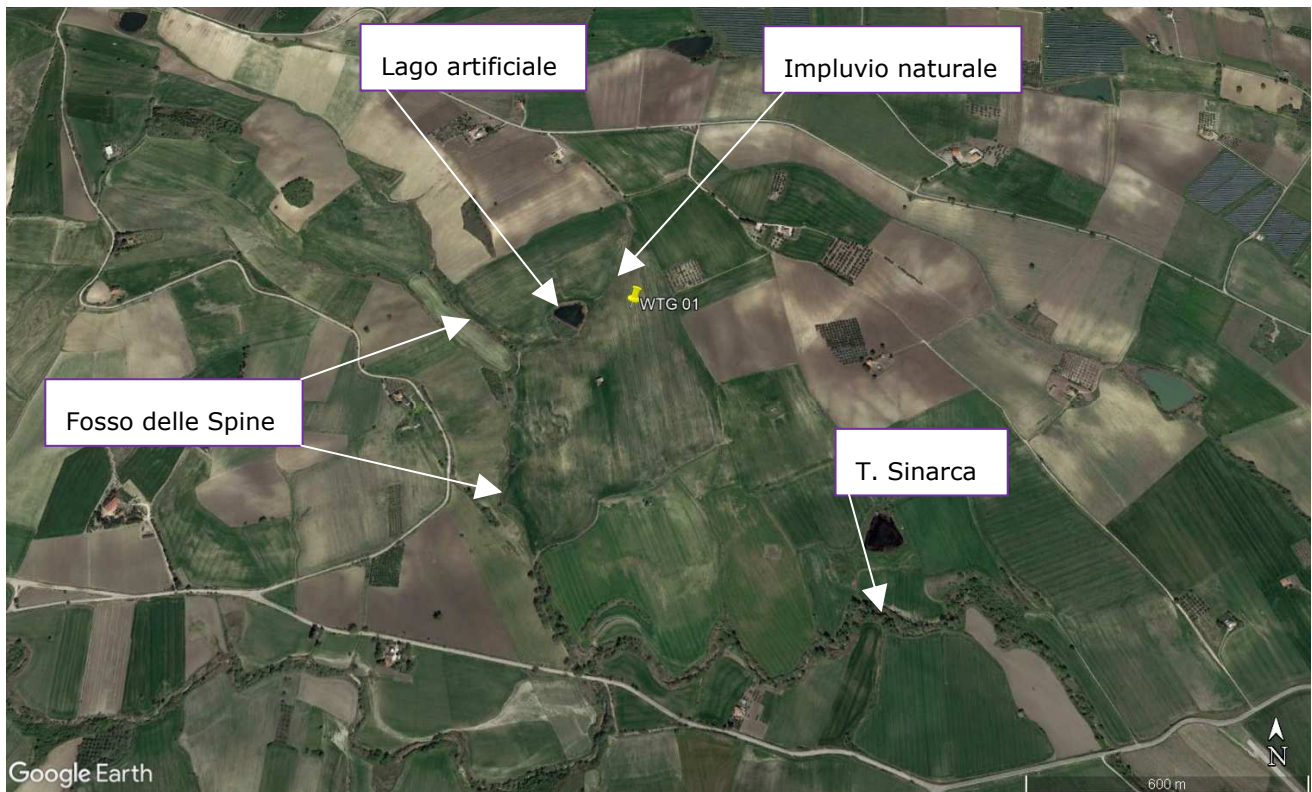 Lago artificiale
Impluvio naturale
WTG 01
Fosso delle Spine
T. Sinarca
N
Google Earth
600 m